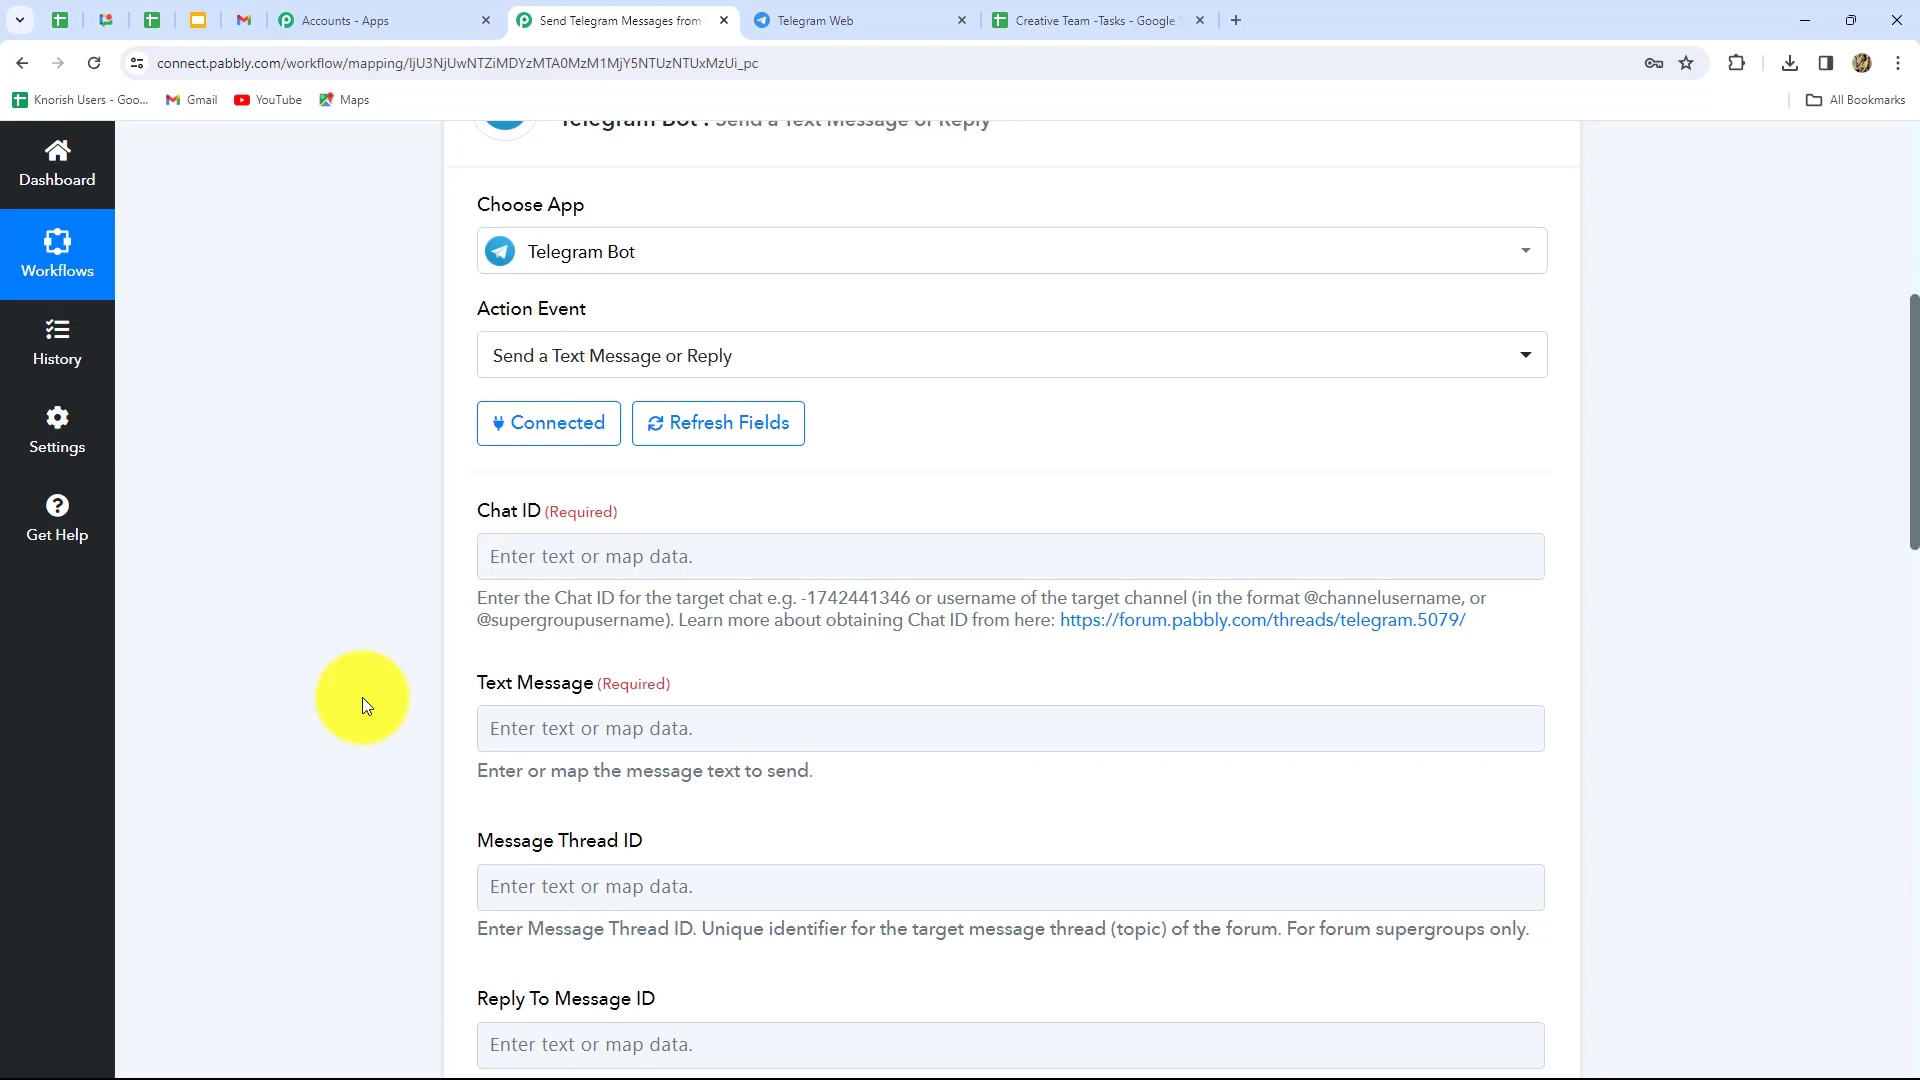 Accounts - Apps
Send Telegram Messages from
Telegram Web
Creative Team -Tasks - Google
connect.pabbly.com/workflow/mapping/IjU3NjUwNTZiMDYzMTA0MzM1MjY5NTUzNTUxMzUi_pc
Knorish Users - Goo...
Gmail
YouTube
Maps
All Bookmarks
Telegram Bot : Send a Text Message or Reply
Dashboard
Workflows
History
Settings
Get Help
Choose App
Telegram Bot
Action Event
Send a Text Message or Reply
Connected
Refresh Fields
Chat ID (Required)
Enter text or map data.
Enter the Chat ID for the target chat e.g. -1742441346 or username of the target channel (in the format @channelusername, or
@supergroupusername). Learn more about obtaining Chat ID from here: https://forum.pabbly.com/threads/telegram.5079/
Text Message (Required)
Enter text or map data.
Enter or map the message text to send.
Message Thread ID
Enter text or map data.
Enter Message Thread ID. Unique identifier for the target message thread (topic) of the forum. For forum supergroups only.
Reply To Message ID
Enter text or map data.